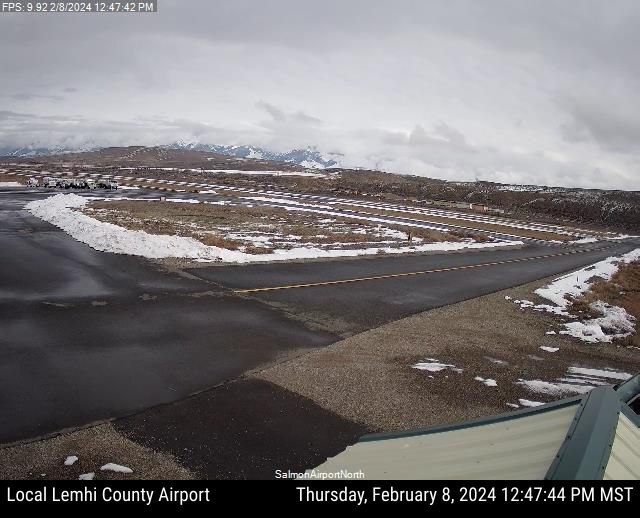 FPS: 9.92 2/8/2024 12:47:42 PM
SalmonAirportNorth
Local Lemhi County Airport Thursday, February 8, 2024 12:47:44 PM MST